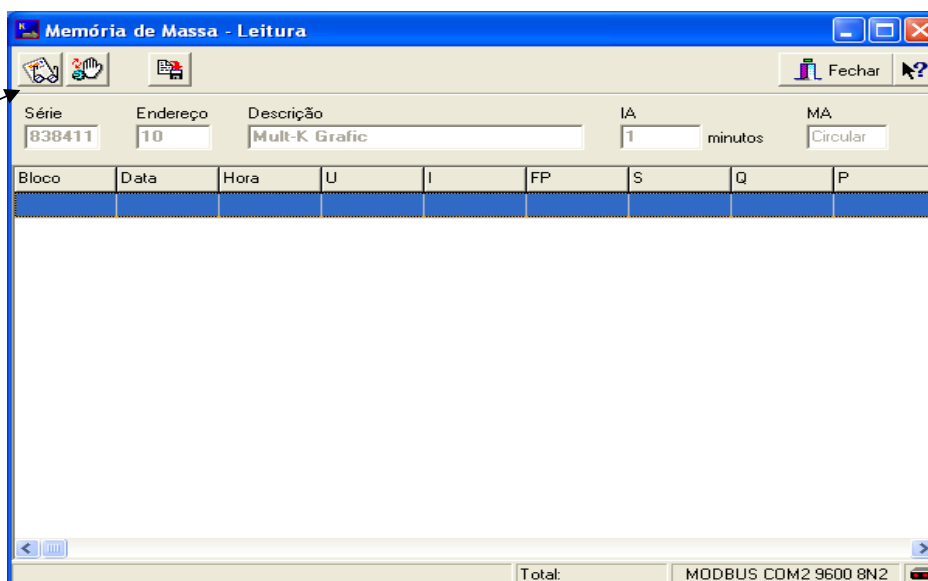 Memória de Massa - Leitura
Fechar
Série Endereço Descrição IA MA
838411 10 Mult-K Grafic 1 minutos Circular
Bloco Data Hora U I FP S Q P
Total: MODBUS COM2 9600 8N2